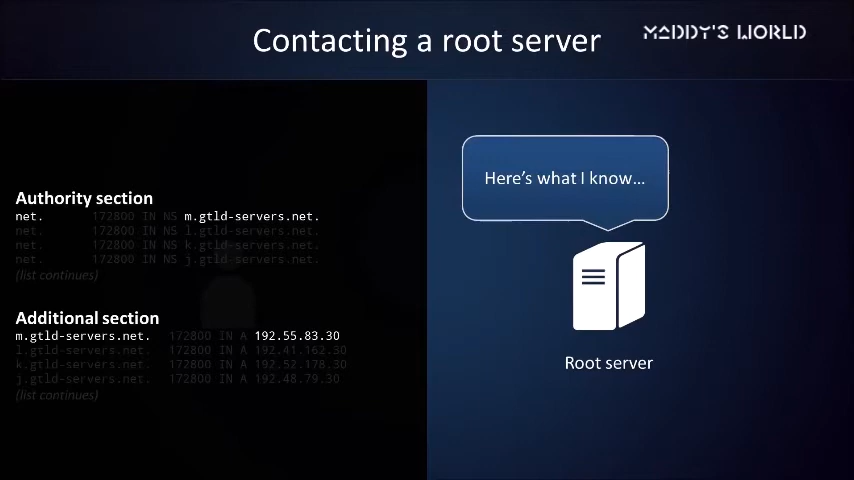 Contacting a root server
MADDY'S WORLD
Authority section
net. 172800 IN NS m.gtld-servers.net.
net. 172800 IN NS l.gtld-servers.net.
net. 172800 IN NS k.gtld-servers.net.
net. 172800 IN NS j.gtld-servers.net.
(list continues)
Additional section
m.gtld-servers.net. 172800 IN A 192.55.83.30
l.gtld-servers.net. 172800 IN A 192.41.162.30
k.gtld-servers.net. 172800 IN A 192.52.178.30
j.gtld-servers.net. 172800 IN A 192.48.79.30
(list continues)
Here's what I know...
Root server